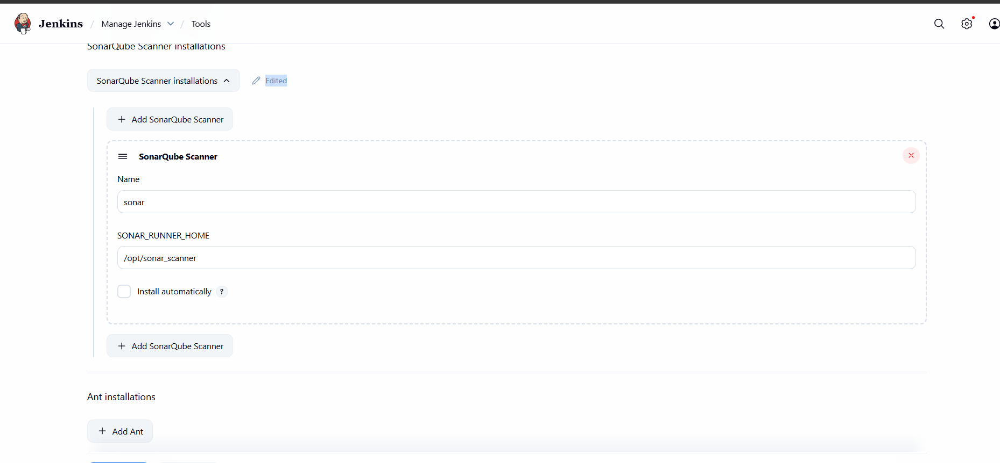 Jenkins / Manage Jenkins / Tools
SonarQube Scanner installations
SonarQube Scanner installations Edited
+ Add SonarQube Scanner
SonarQube Scanner
Name
sonar
SONAR_RUNNER_HOME
/opt/sonar_scanner
Install automatically ?
+ Add SonarQube Scanner
Ant installations
+ Add Ant